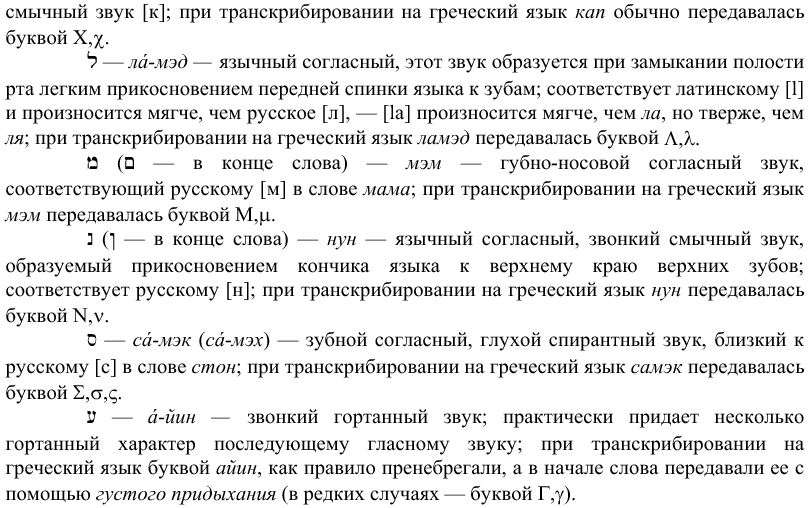 смычный звук [к]; при транскрибировании на греческий язык кап обычно передавалась
буквой Χ,χ.
ל — лá-мэд — язычный согласный, этот звук образуется при замыкании полости
рта легким прикосновением передней спинки языка к зубам; соответствует латинскому [l]
и произносится мягче, чем русское [л], — [la] произносится мягче, чем ла, но тверже, чем
ля; при транскрибировании на греческий язык ламэд передавалась буквой Λ,λ.
מ (ם — в конце слова) — мэм — губно-носовой согласный звук,
соответствующий русскому [м] в слове мама; при транскрибировании на греческий язык
мэм передавалась буквой Μ,μ.
נ (ן — в конце слова) — нун — язычный согласный, звонкий смычный звук,
образуемый прикосновением кончика языка к верхнему краю верхних зубов;
соответствует русскому [н]; при транскрибировании на греческий язык нун передавалась
буквой Ν,ν.
ס — сá-мэк (сá-мэх) — зубной согласный, глухой спирантный звук, близкий к
русскому [с] в слове стон; при транскрибировании на греческий язык самэк передавалась
буквой Σ,σ,ς.
ע — á-йин — звонкий гортанный звук; практически придает несколько
гортанный характер последующему гласному звуку; при транскрибировании на
греческий язык буквой айин, как правило пренебрегали, а в начале слова передавали ее с
помощью густого придыхания (в редких случаях — буквой Γ,γ).